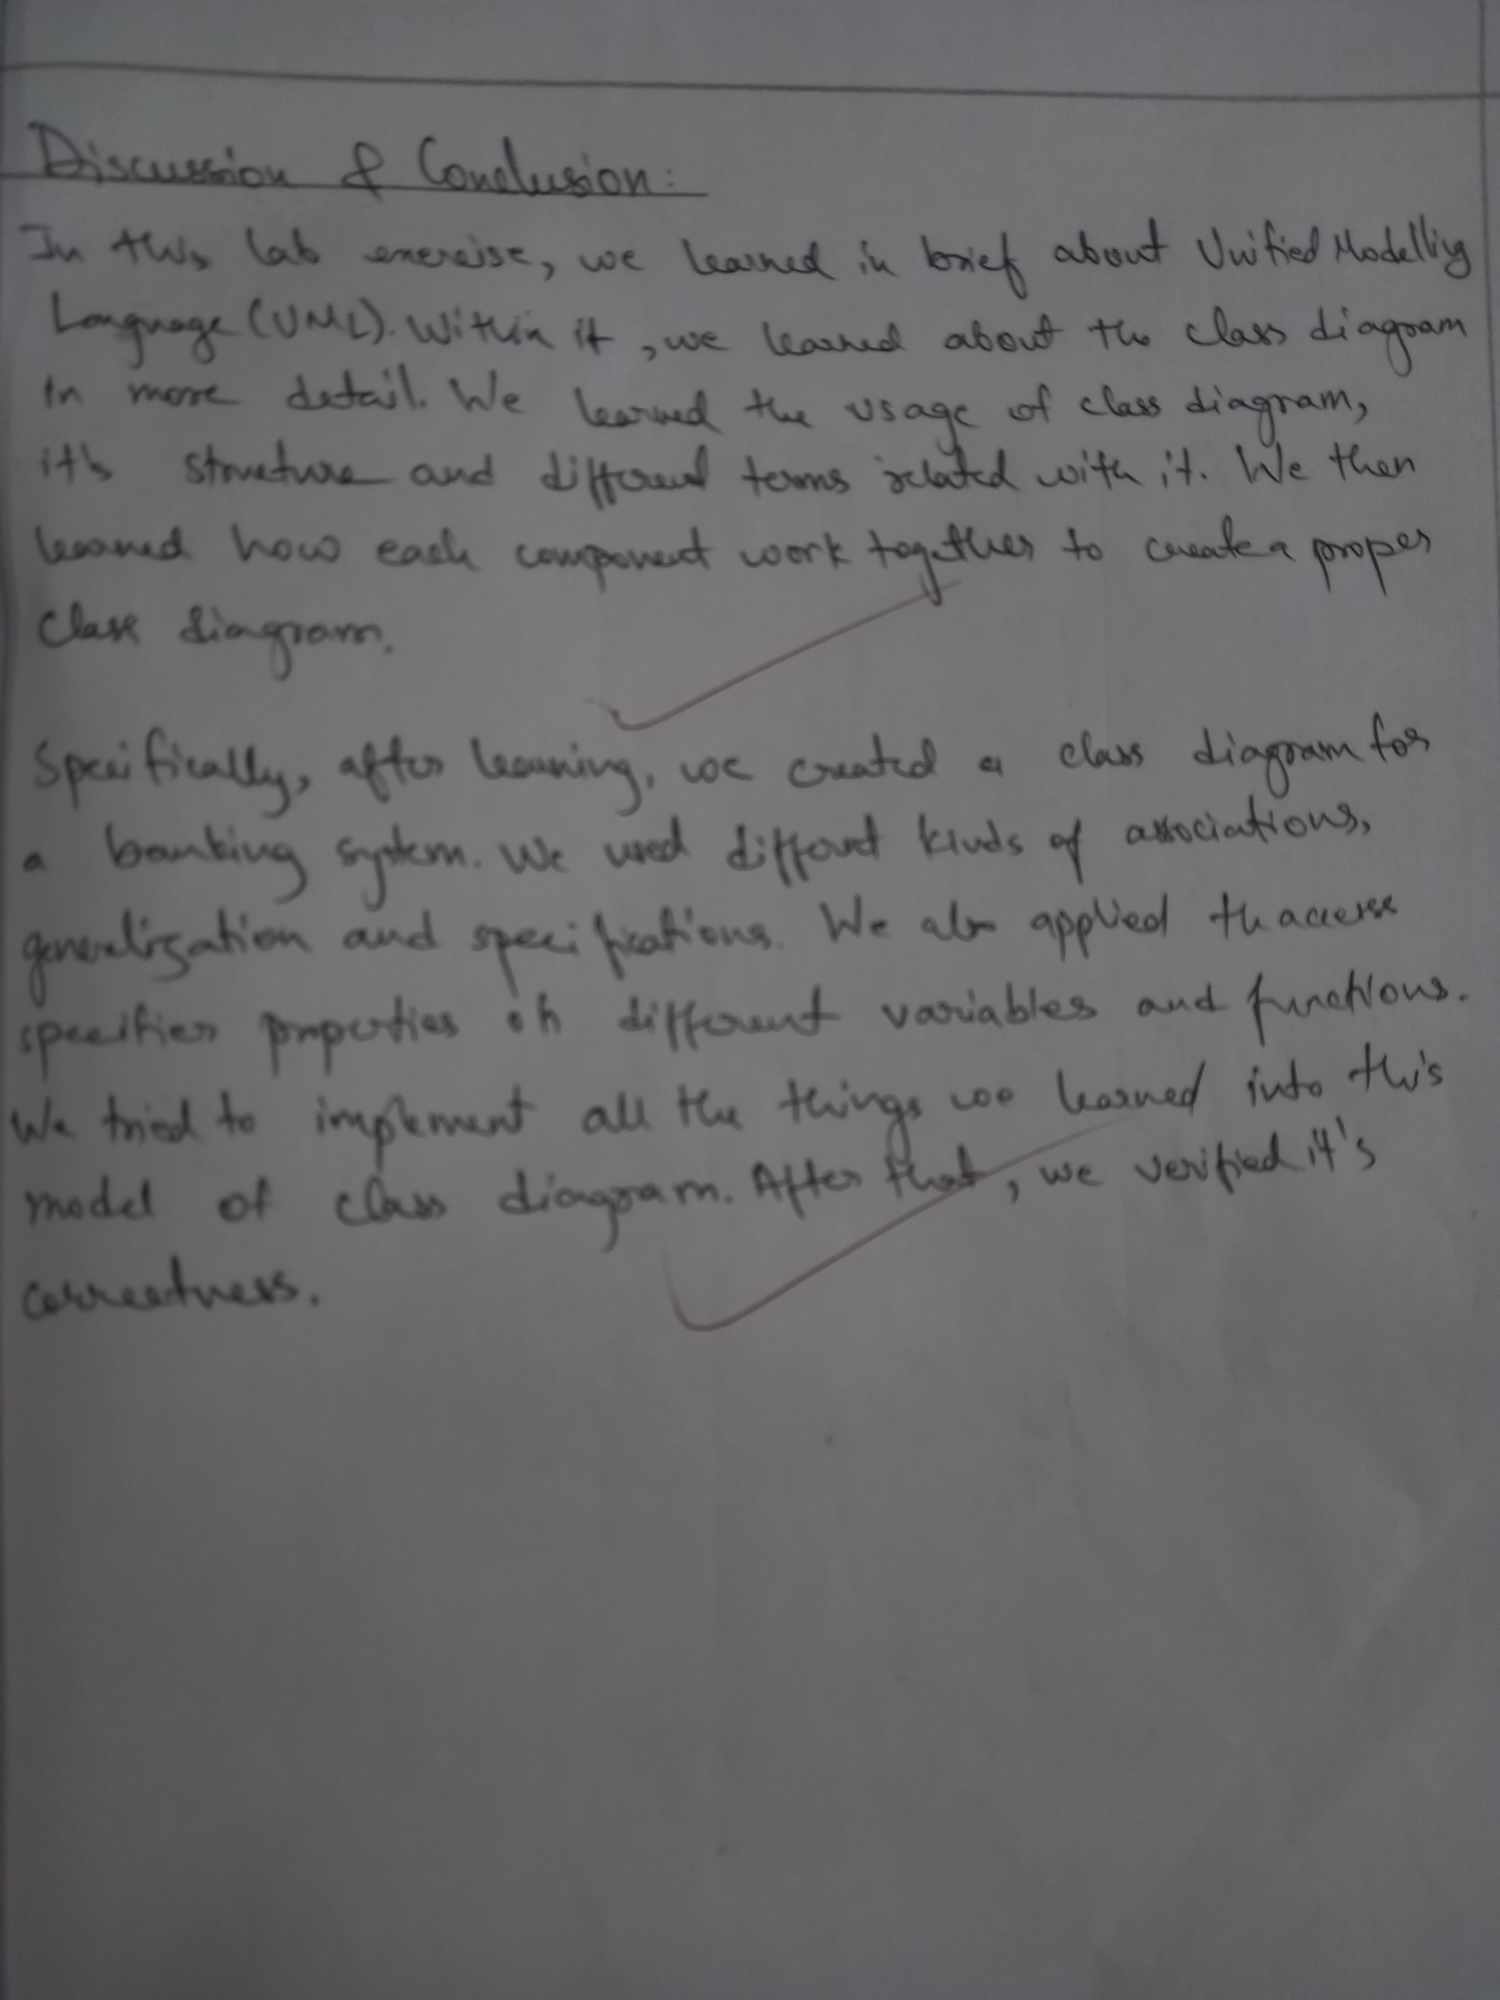 Discussion & Conclusion:
In this lab exercise, we learned in brief about Unified Modelling
Language (UML). Within it, we learned about the class diagram
in more detail. We learned the usage of class diagram,
it's structure and different terms related with it. We then
learned how each component work together to create a proper
class diagram.
Specifically, after learning, we created a class diagram for
a banking system. We used different kinds of associations,
generalization and specifications. We also applied the access
specifier properties on different variables and functions.
We tried to implement all the things we learned into this
model of class diagram. After that, we verified it's
correctness.